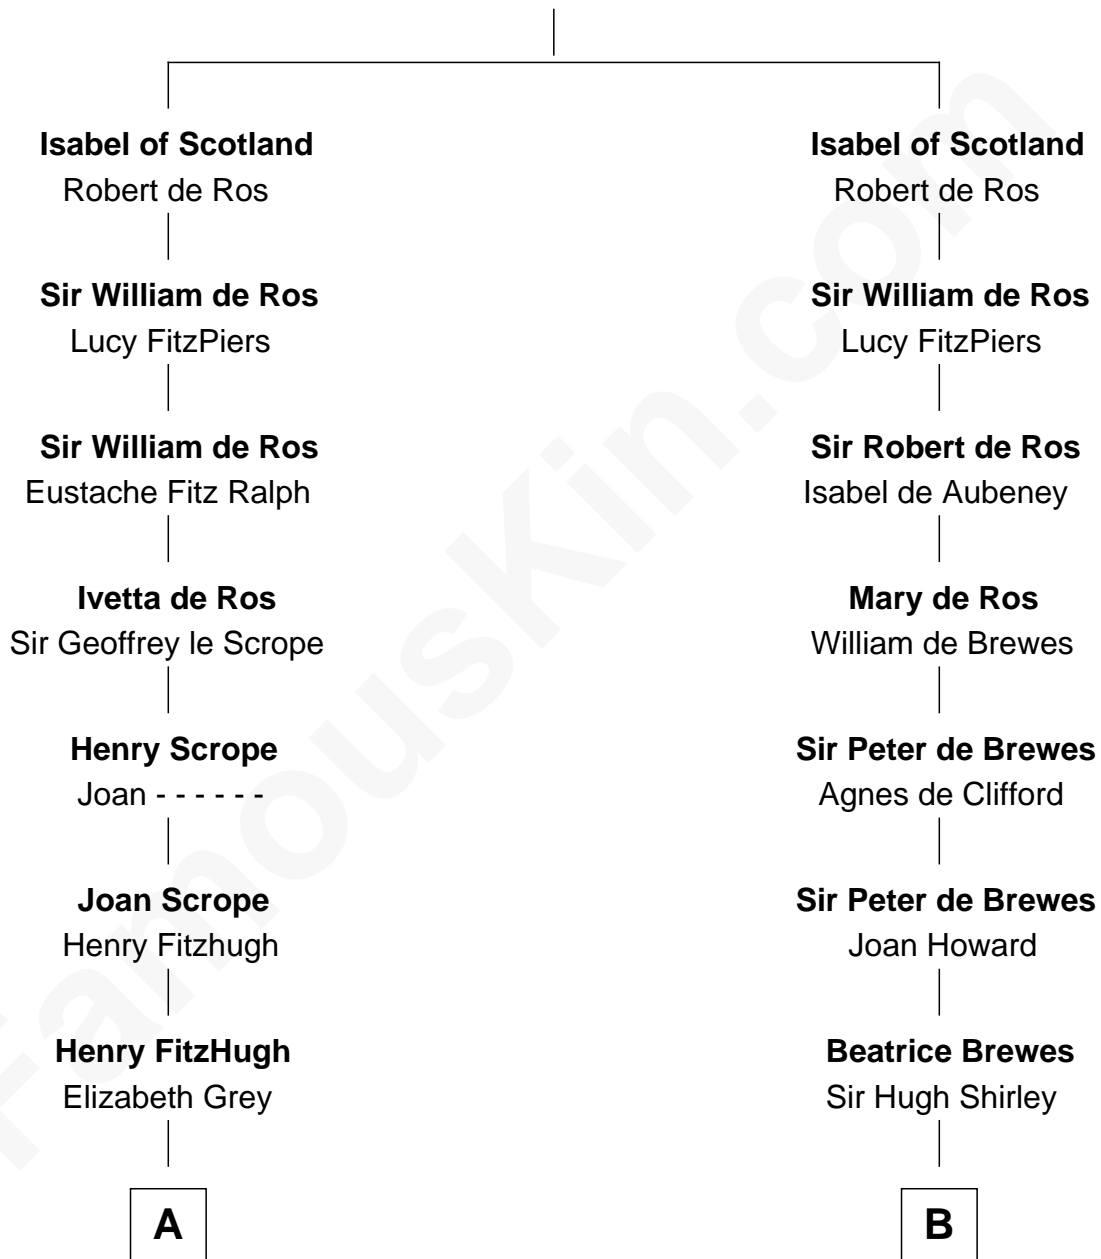 Isabel of Scotland
Robert de Ros
Sir William de Ros
Lucy FitzPiers
Sir William de Ros
Eustache Fitz Ralph
Ivetta de Ros
Sir Geoffrey le Scrope
Henry Scrope
Joan - - - - - -
Joan Scrope
Henry Fitzhugh
Henry FitzHugh
Elizabeth Grey
A
Isabel of Scotland
Robert de Ros
Sir William de Ros
Lucy FitzPiers
Sir Robert de Ros
Isabel de Aubeney
Mary de Ros
William de Brewes
Sir Peter de Brewes
Agnes de Clifford
Sir Peter de Brewes
Joan Howard
Beatrice Brewes
Sir Hugh Shirley
B
FamousKin.com